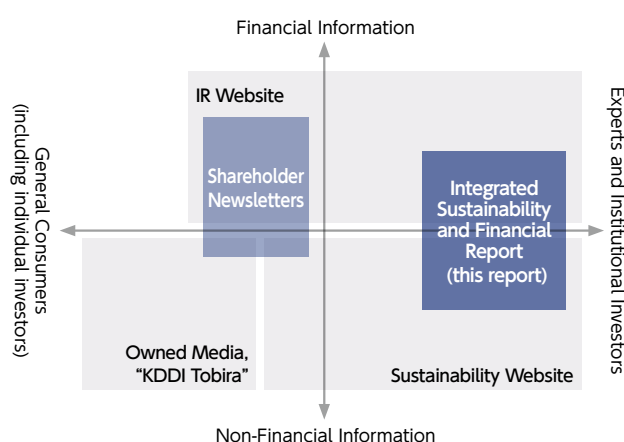 Financial Information
IR Website
General Consumers
(including individual investors)
Shareholder
Newsletters
Integrated
Sustainability
and Financial
Report
(this report)
Experts and Institutional Investors
Owned Media,
“KDDI Tobira”
Sustainability Website
Non-Financial Information